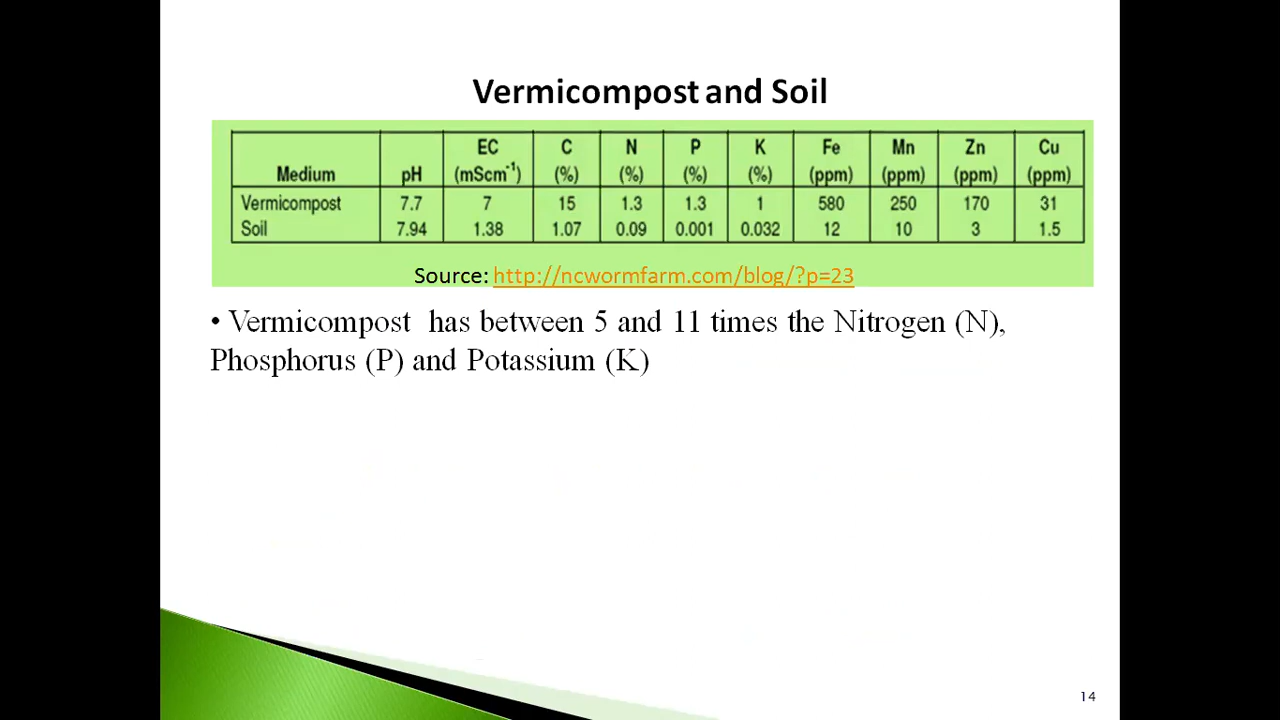 Vermicompost and Soil
Medium pH EC (mScm⁻¹) C (%) N (%) P (%) K (%) Fe (ppm) Mn (ppm) Zn (ppm) Cu (ppm)
Vermicompost 7.7 7 15 1.3 1.3 1 580 250 170 31
Soil 7.94 1.38 1.07 0.09 0.001 0.032 12 10 3 1.5
Source: http://ncwormfarm.com/blog/?p=23
• Vermicompost has between 5 and 11 times the Nitrogen (N),
Phosphorus (P) and Potassium (K)
14